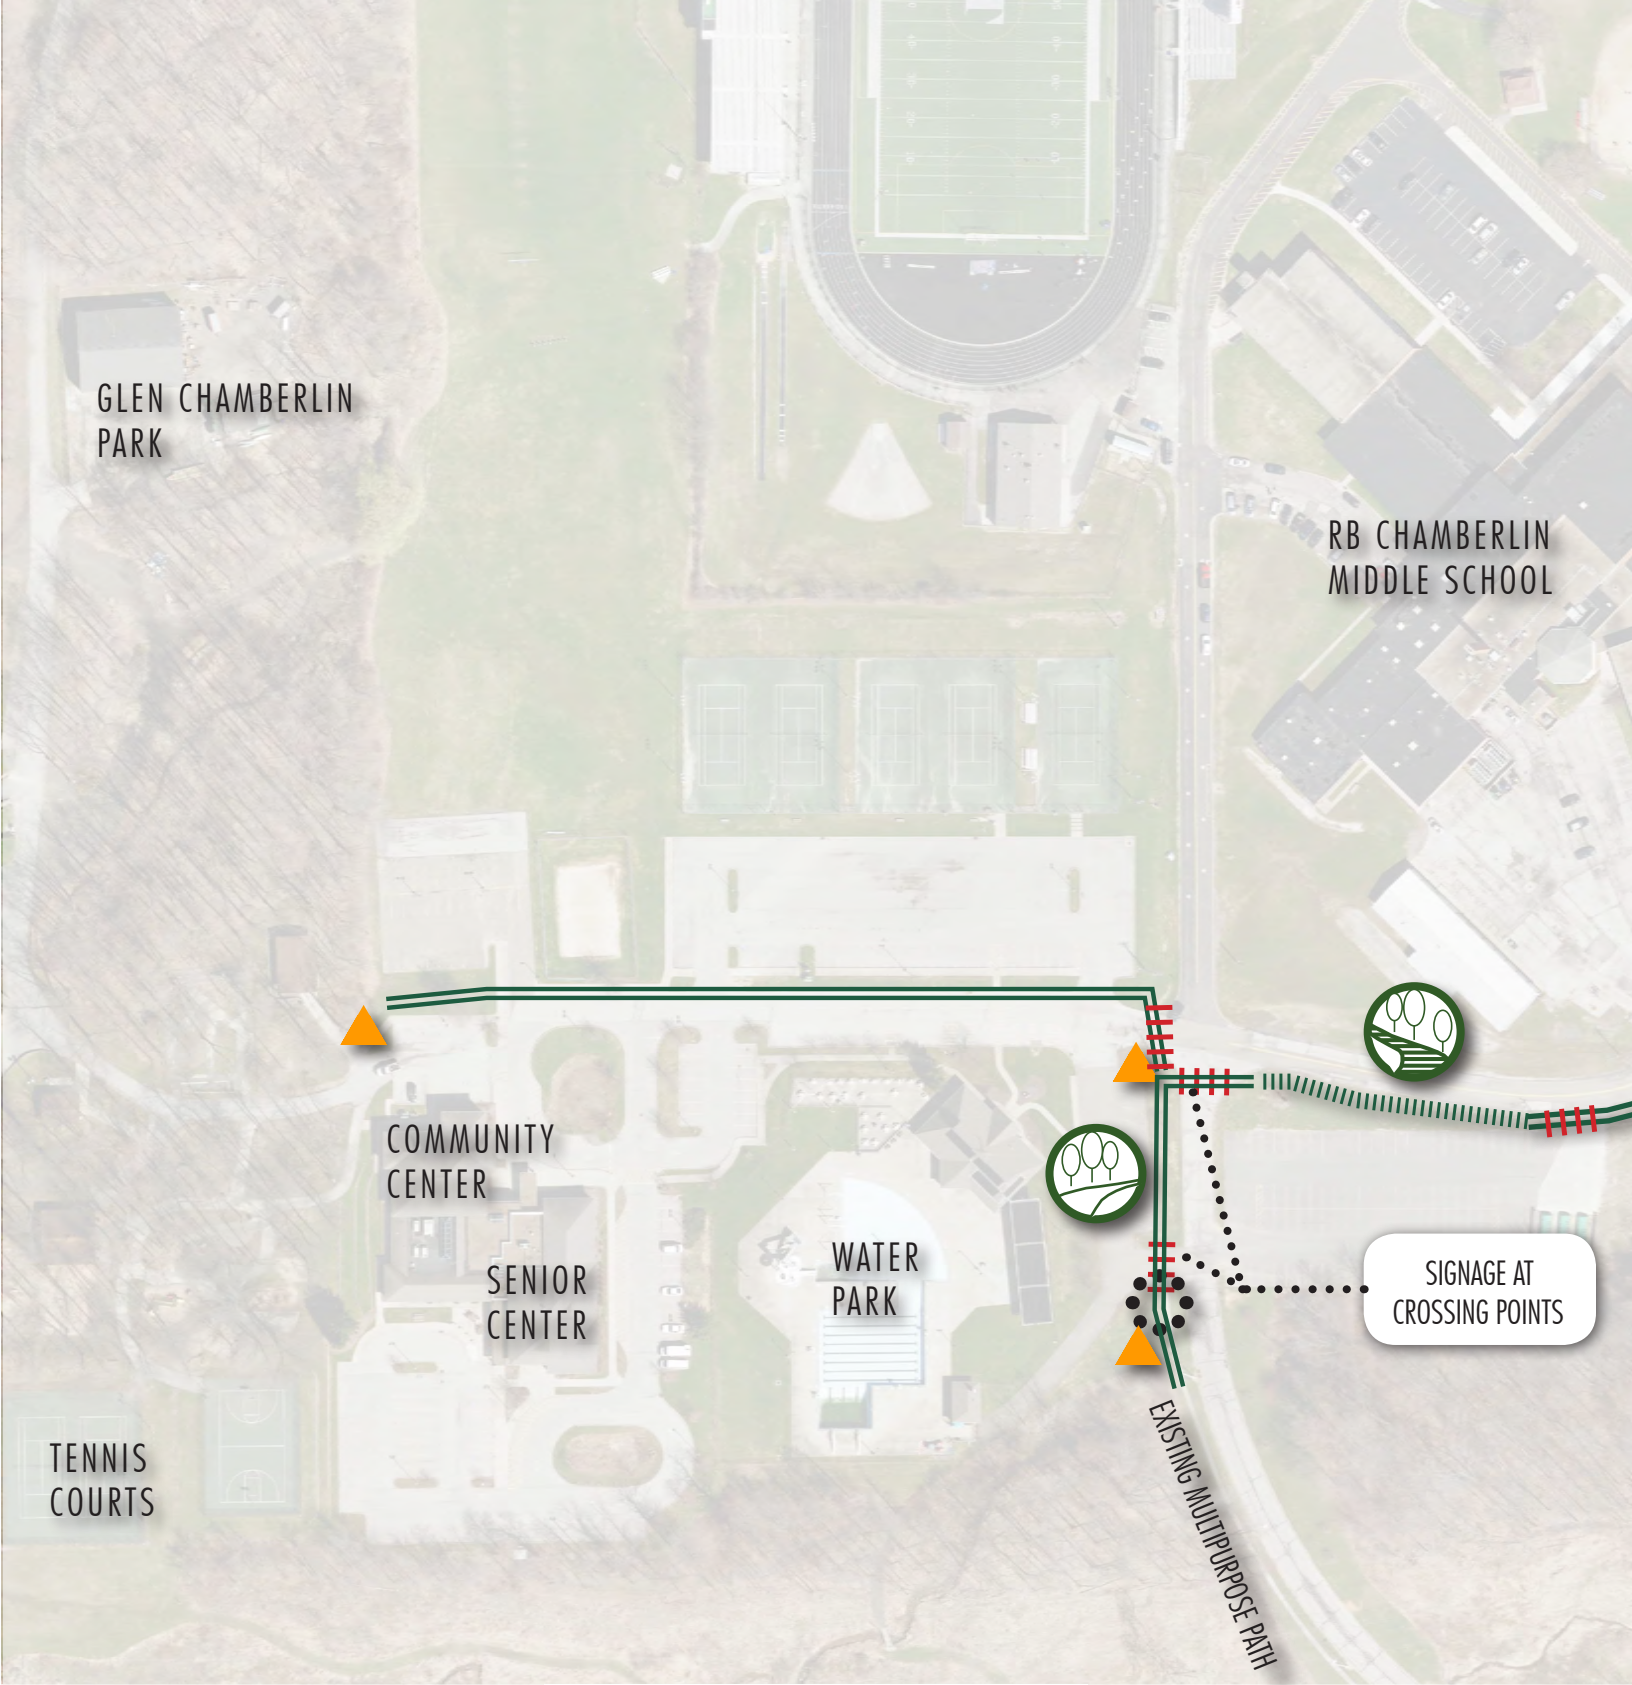 GLEN CHAMBERLIN
PARK
RB CHAMBERLIN
MIDDLE SCHOOL
COMMUNITY
CENTER
SENIOR
CENTER
WATER
PARK
SIGNAGE AT
CROSSING POINTS
TENNIS
COURTS
EXISTING MULTIPURPOSE PATH